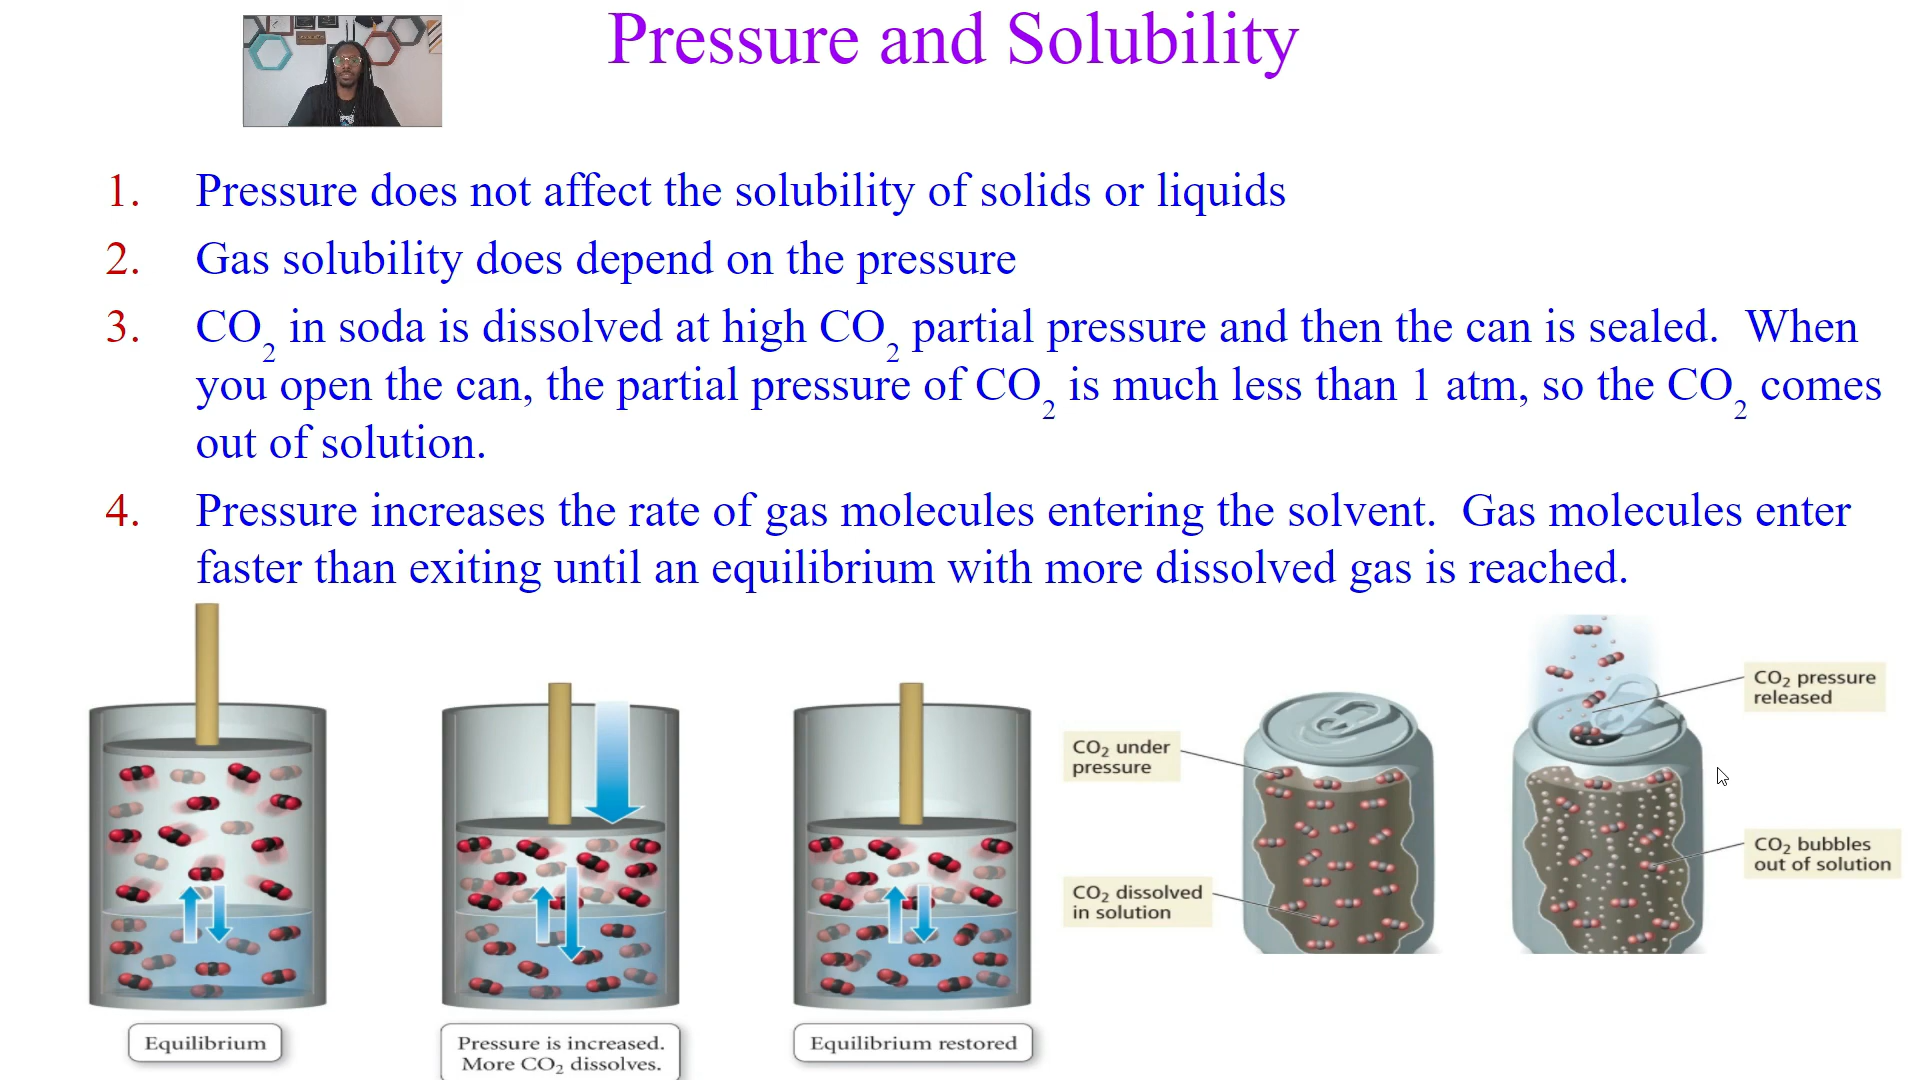 Pressure and Solubility
1. Pressure does not affect the solubility of solids or liquids
2. Gas solubility does depend on the pressure
3. CO₂ in soda is dissolved at high CO₂ partial pressure and then the can is sealed. When
you open the can, the partial pressure of CO₂ is much less than 1 atm, so the CO₂ comes
out of solution.
4. Pressure increases the rate of gas molecules entering the solvent. Gas molecules enter
faster than exiting until an equilibrium with more dissolved gas is reached.
Equilibrium
Pressure is increased.
More CO₂ dissolves.
Equilibrium restored
CO₂ under
pressure
CO₂ dissolved
in solution
CO₂ pressure
released
CO₂ bubbles
out of solution